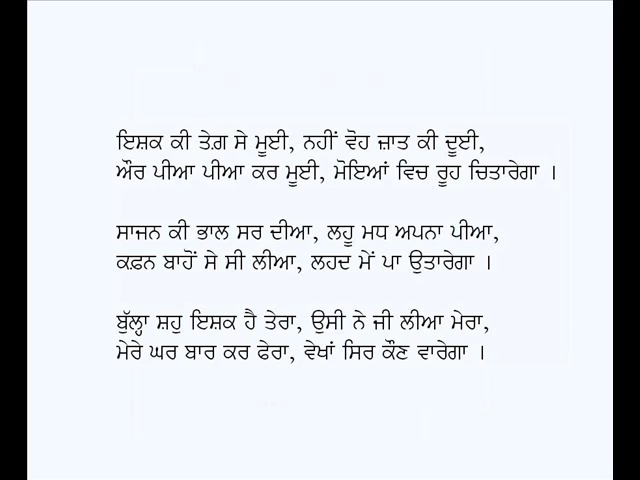 ਇਸ਼ਕ ਕੀ ਤੇਗ਼ ਸੇ ਮੂਈ, ਨਹੀਂ ਵੋਹ ਜ਼ਾਤ ਕੀ ਦੂਈ,
ਔਰ ਪੀਆ ਪੀਆ ਕਰ ਮੂਈ, ਮੋਇਆਂ ਵਿਚ ਰੂਹ ਚਿਤਾਰੇਗਾ ।
ਸਾਜਨ ਕੀ ਭਾਲ ਸਰ ਦੀਆ, ਲਹੂ ਮਧ ਅਪਨਾ ਪੀਆ,
ਕਫ਼ਨ ਬਾਹੋਂ ਸੇ ਸੀ ਲੀਆ, ਲਹਦ ਮੇਂ ਪਾ ਉਤਾਰੇਗਾ ।
ਬੁੱਲ੍ਹਾ ਸ਼ਹੁ ਇਸ਼ਕ ਹੈ ਤੇਰਾ, ਉਸੀ ਨੇ ਜੀ ਲੀਆ ਮੇਰਾ,
ਮੇਰੇ ਘਰ ਬਾਰ ਕਰ ਫੇਰਾ, ਵੇਖਾਂ ਸਿਰ ਕੌਣ ਵਾਰੇਗਾ ।